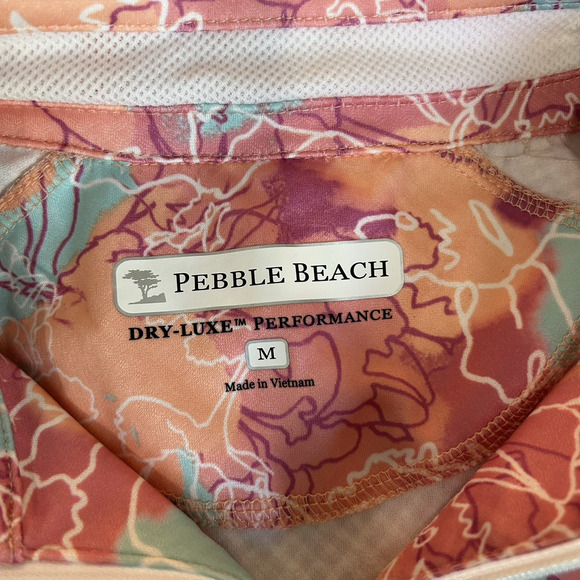 PEBBLE BEACH
DRY-LUXE™ PERFORMANCE
M
Made in Vietnam